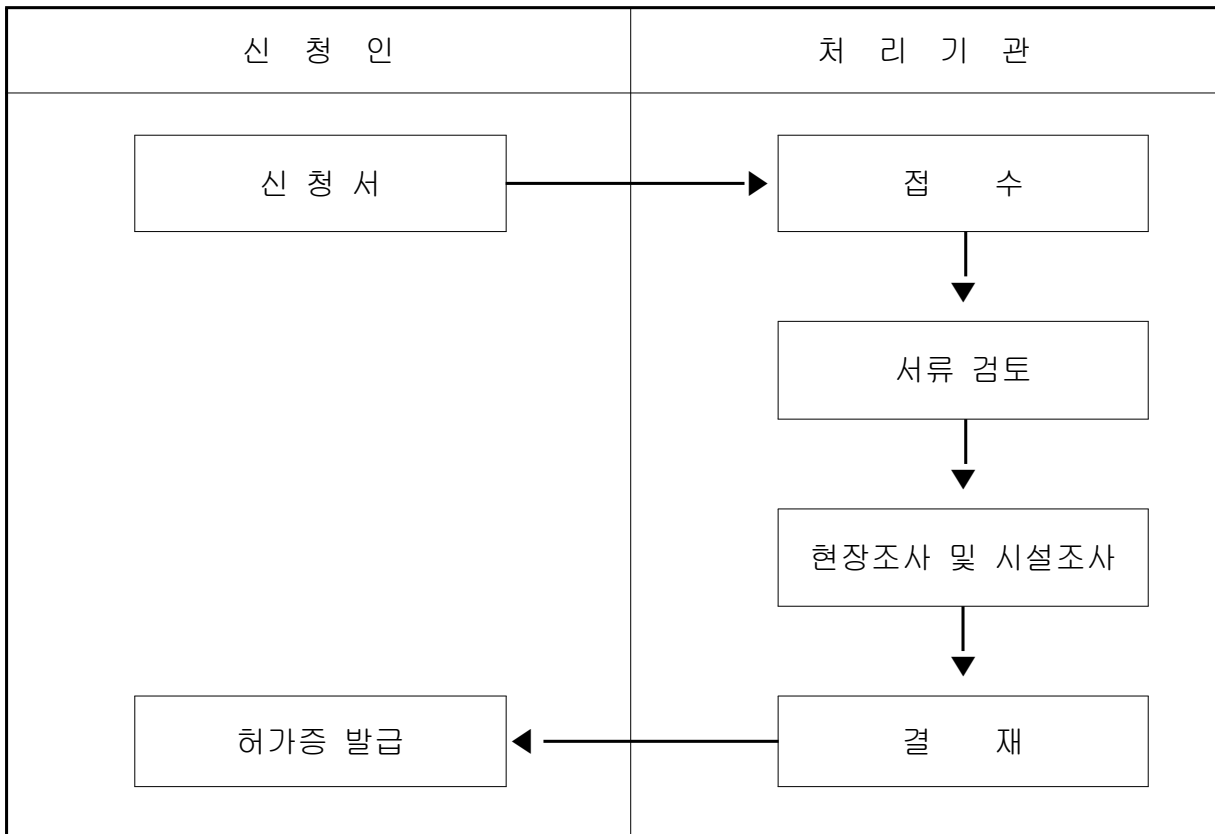 신 청 인
처 리 기 관
신 청 서
접 수
서류 검토
현장조사 및 시설조사
허가증 발급
결 재